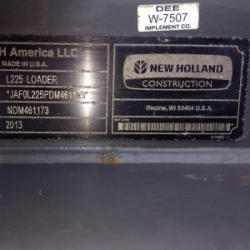 DEE
W-7507
IMPLEMENT CO.
H America LLC
MADE IN U.S.A.
L225 LOADER
NDM461173
2013
NEW HOLLAND
CONSTRUCTION
Racine, WI 53404 U.S.A.